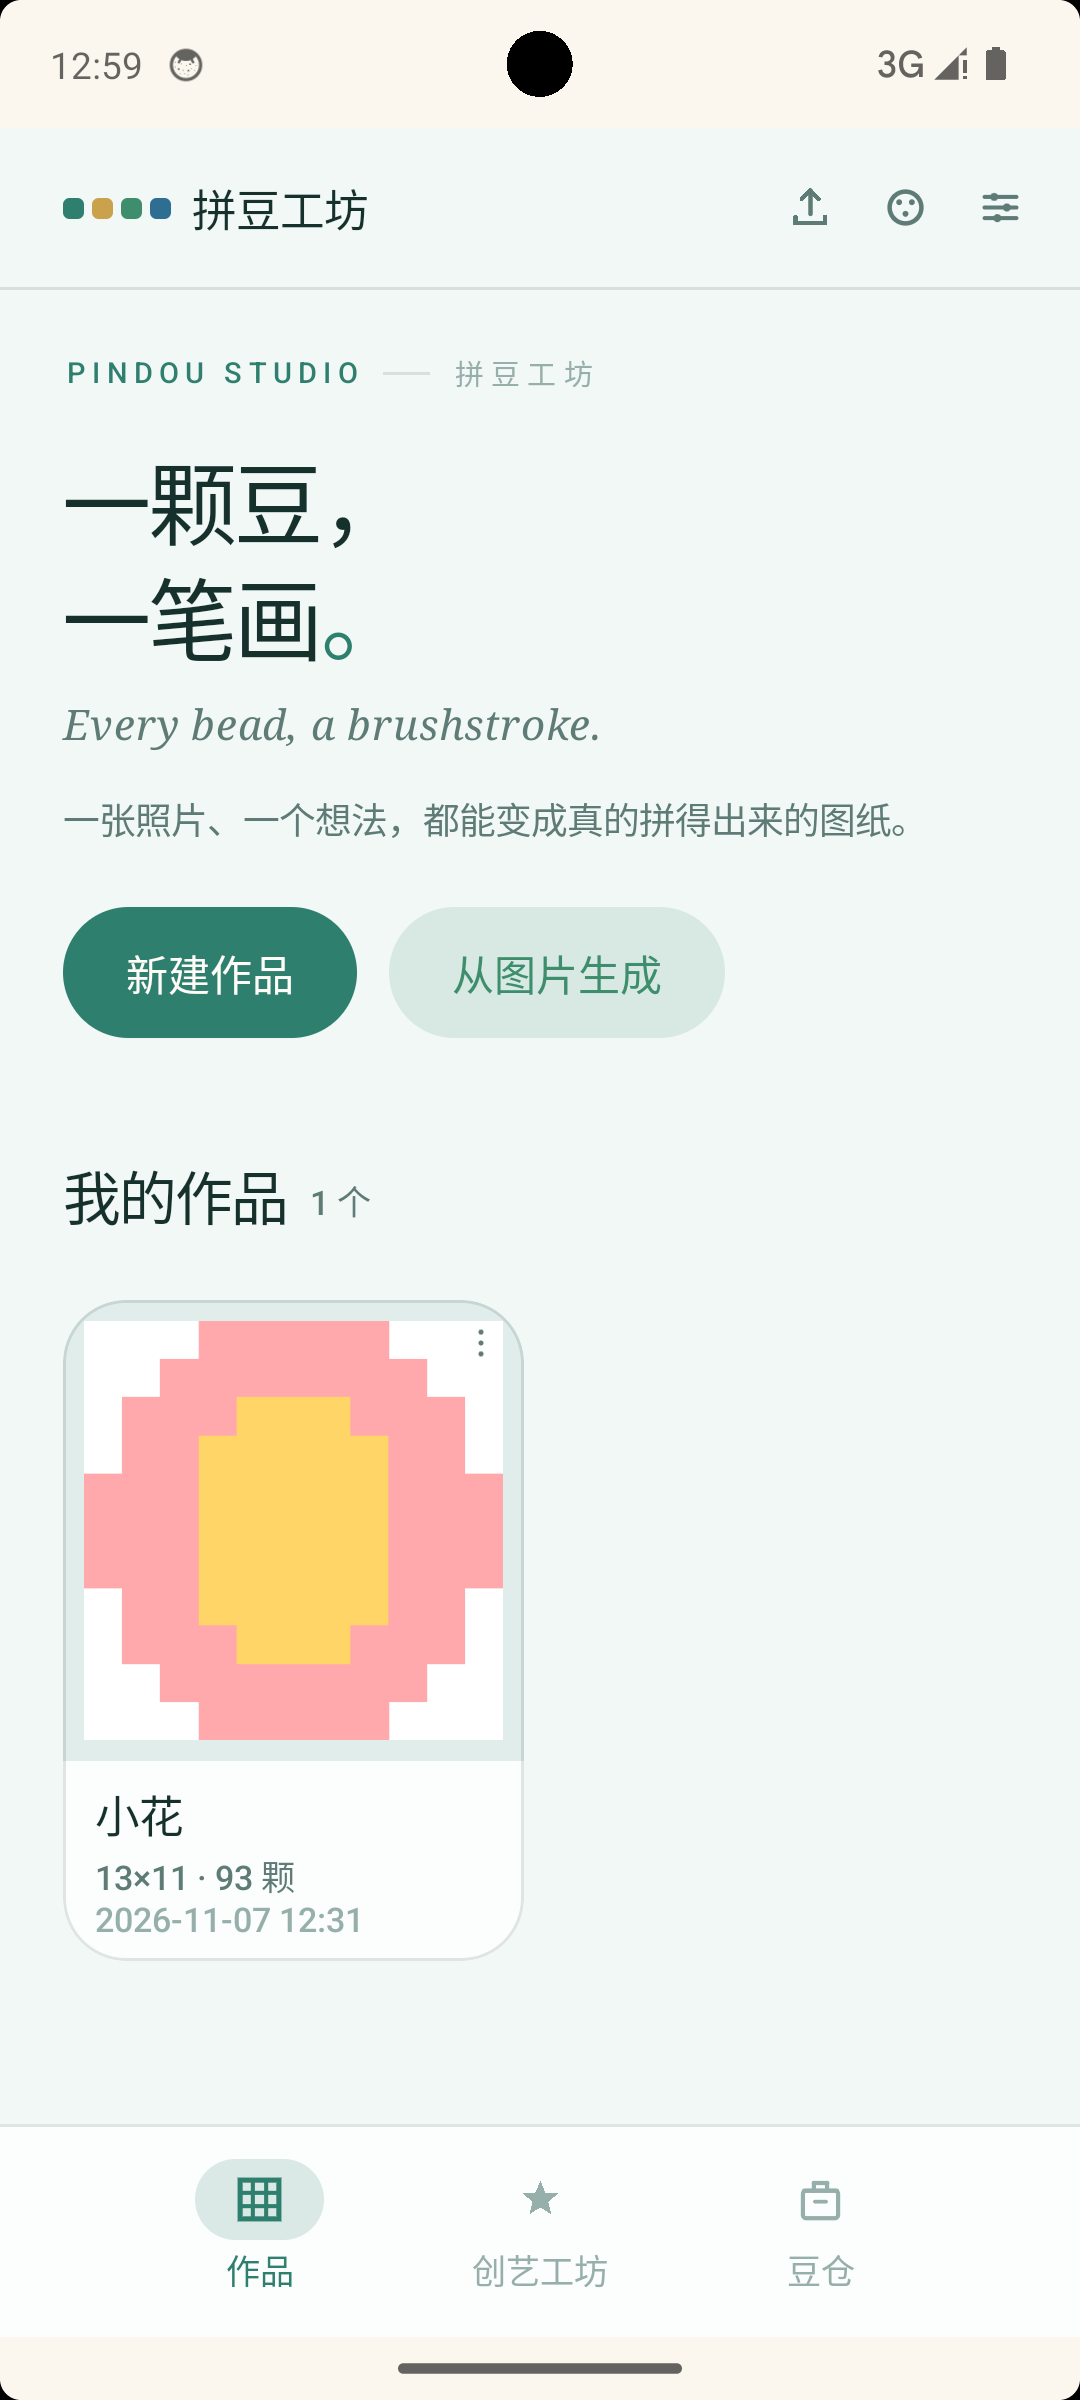 12:59
3G
拼豆工坊
PINDOU STUDIO — 拼豆工坊
一颗豆，
一笔画。
Every bead, a brushstroke.
一张照片、一个想法，都能变成真的拼得出来的图纸。
新建作品
从图片生成
我的作品 1 个
小花
13×11 · 93 颗
2026-11-07 12:31
作品
创艺工坊
豆仓